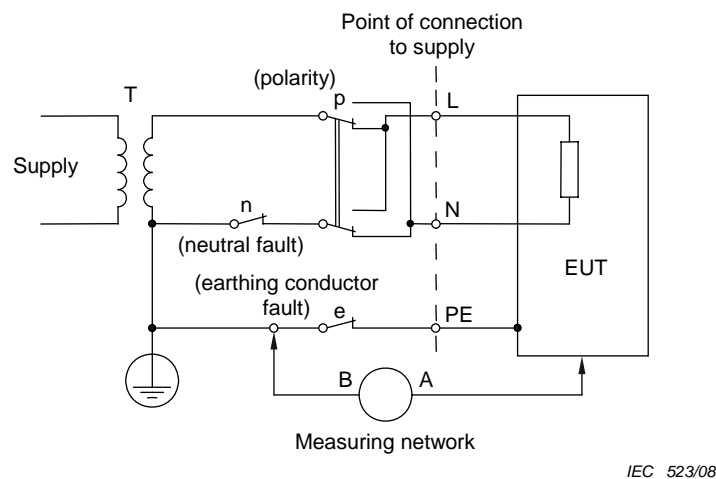 Point of connection
to supply
T
(polarity)
p
L
Supply
n
N
(neutral fault)
EUT
(earthing conductor
fault)
e
PE
B
A
Measuring network
IEC 523/08